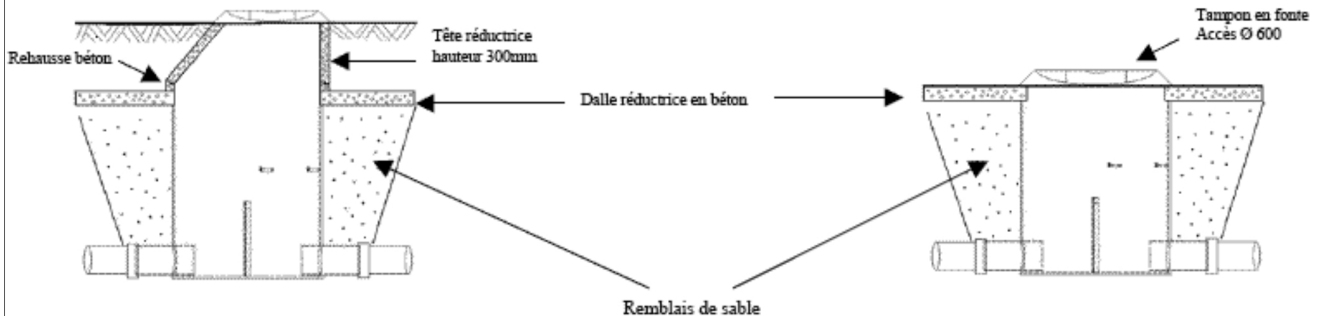 Tampon en fonte
Accès Ø 600
Tête réductrice
hauteur 300mm
Rehausse béton
Dalle réductrice en béton
Remblais de sable